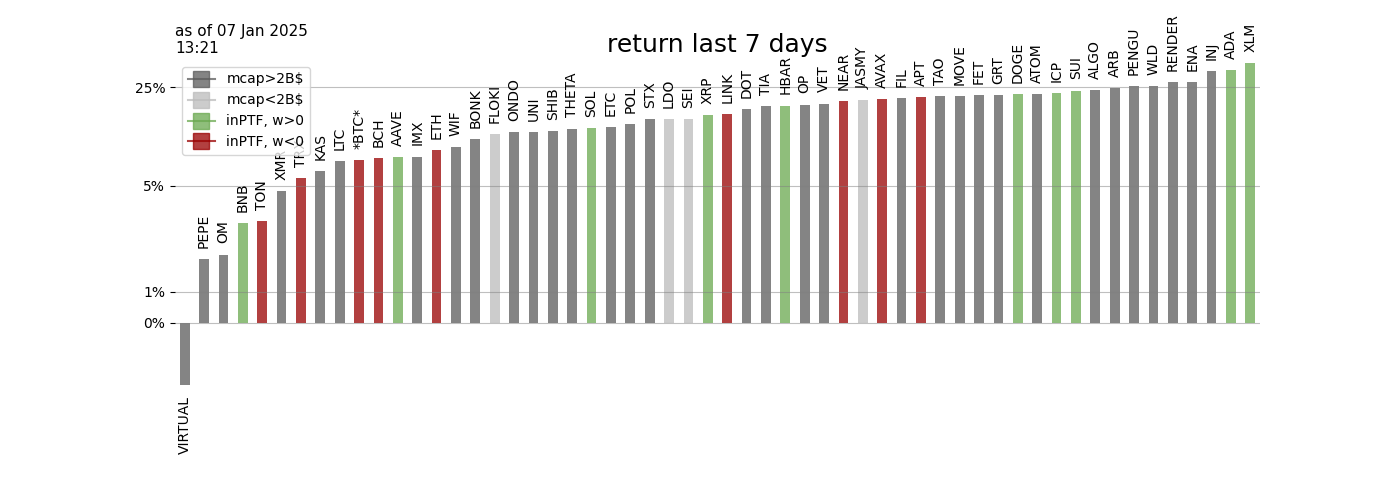 as of 07 Jan 2025
13:21
return last 7 days
mcap>2B$
mcap<2B$
inPTF, w>0
inPTF, w<0
25%
5%
1%
0%
VIRTUAL
PEPE
OM
BNB
TON
XMR
TRX
KAS
LTC
*BTC*
BCH
AAVE
IMX
ETH
WIF
BONK
FLOKI
ONDO
UNI
SHIB
THETA
SOL
ETC
POL
STX
LDO
SEI
XRP
LINK
DOT
TIA
HBAR
OP
VET
NEAR
JASMY
AVAX
FIL
APT
TAO
MOVE
FET
GRT
DOGE
ATOM
ICP
SUI
ALGO
ARB
PENGU
WLD
RENDER
ENA
INJ
ADA
XLM